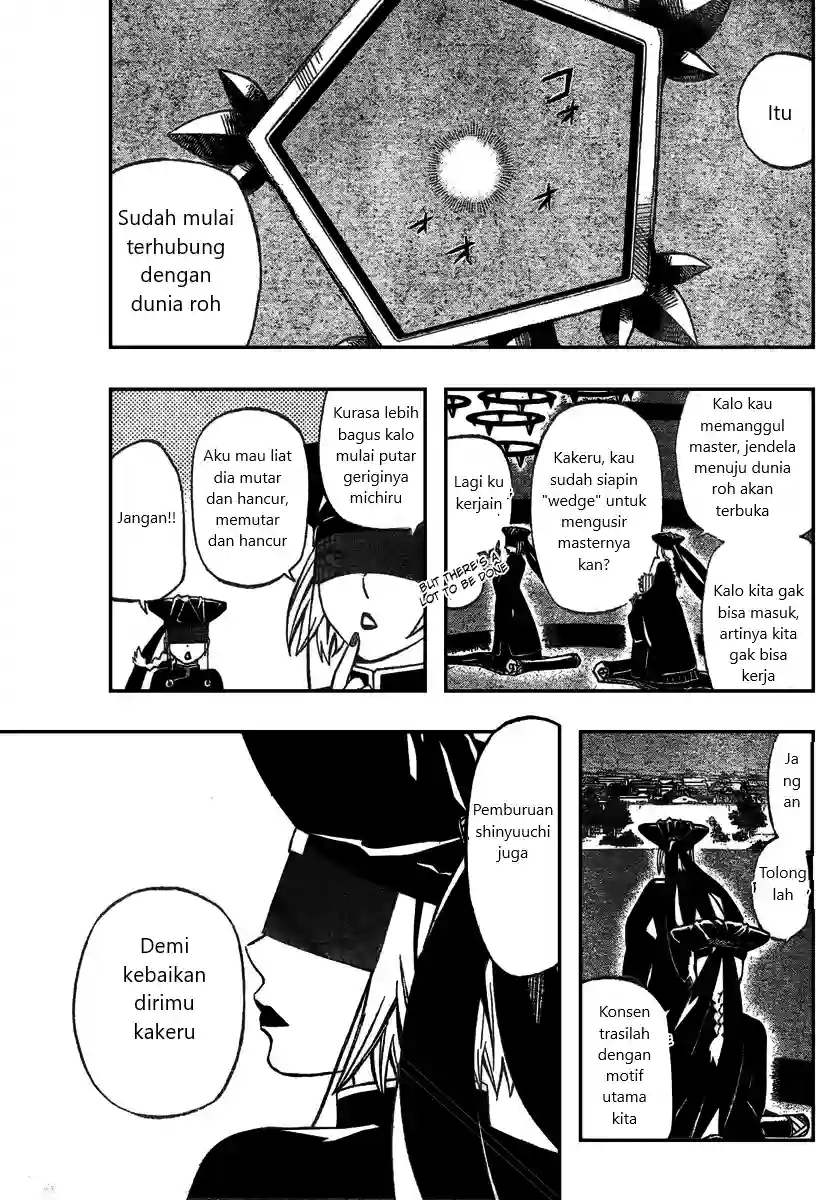 Itu
Sudah mulai
terhubung
dengan
dunia roh
Kalo kau
memanggul
master, jendela
menuju dunia
roh akan
terbuka
Kalo kita gak
bisa masuk,
artinya kita
gak bisa
kerja
Kakeru, kau
sudah siapin
"wedge" untuk
mengusir
masternya
kan?
Lagi ku
kerjain
BUT THERE'S A
LOT TO BE DONE
Kurasa lebih
bagus kalo
mulai putar
geriginya
michiru
Aku mau liat
dia mutar
dan hancur,
memutar
dan hancur
Jangan!!
Ja
ng
an
Tolong
lah
Konsen
trasilah
dengan
motif
utama
kita
Pemburuan
shinyuuchi
juga
Demi
kebaikan
dirimu
kakeru